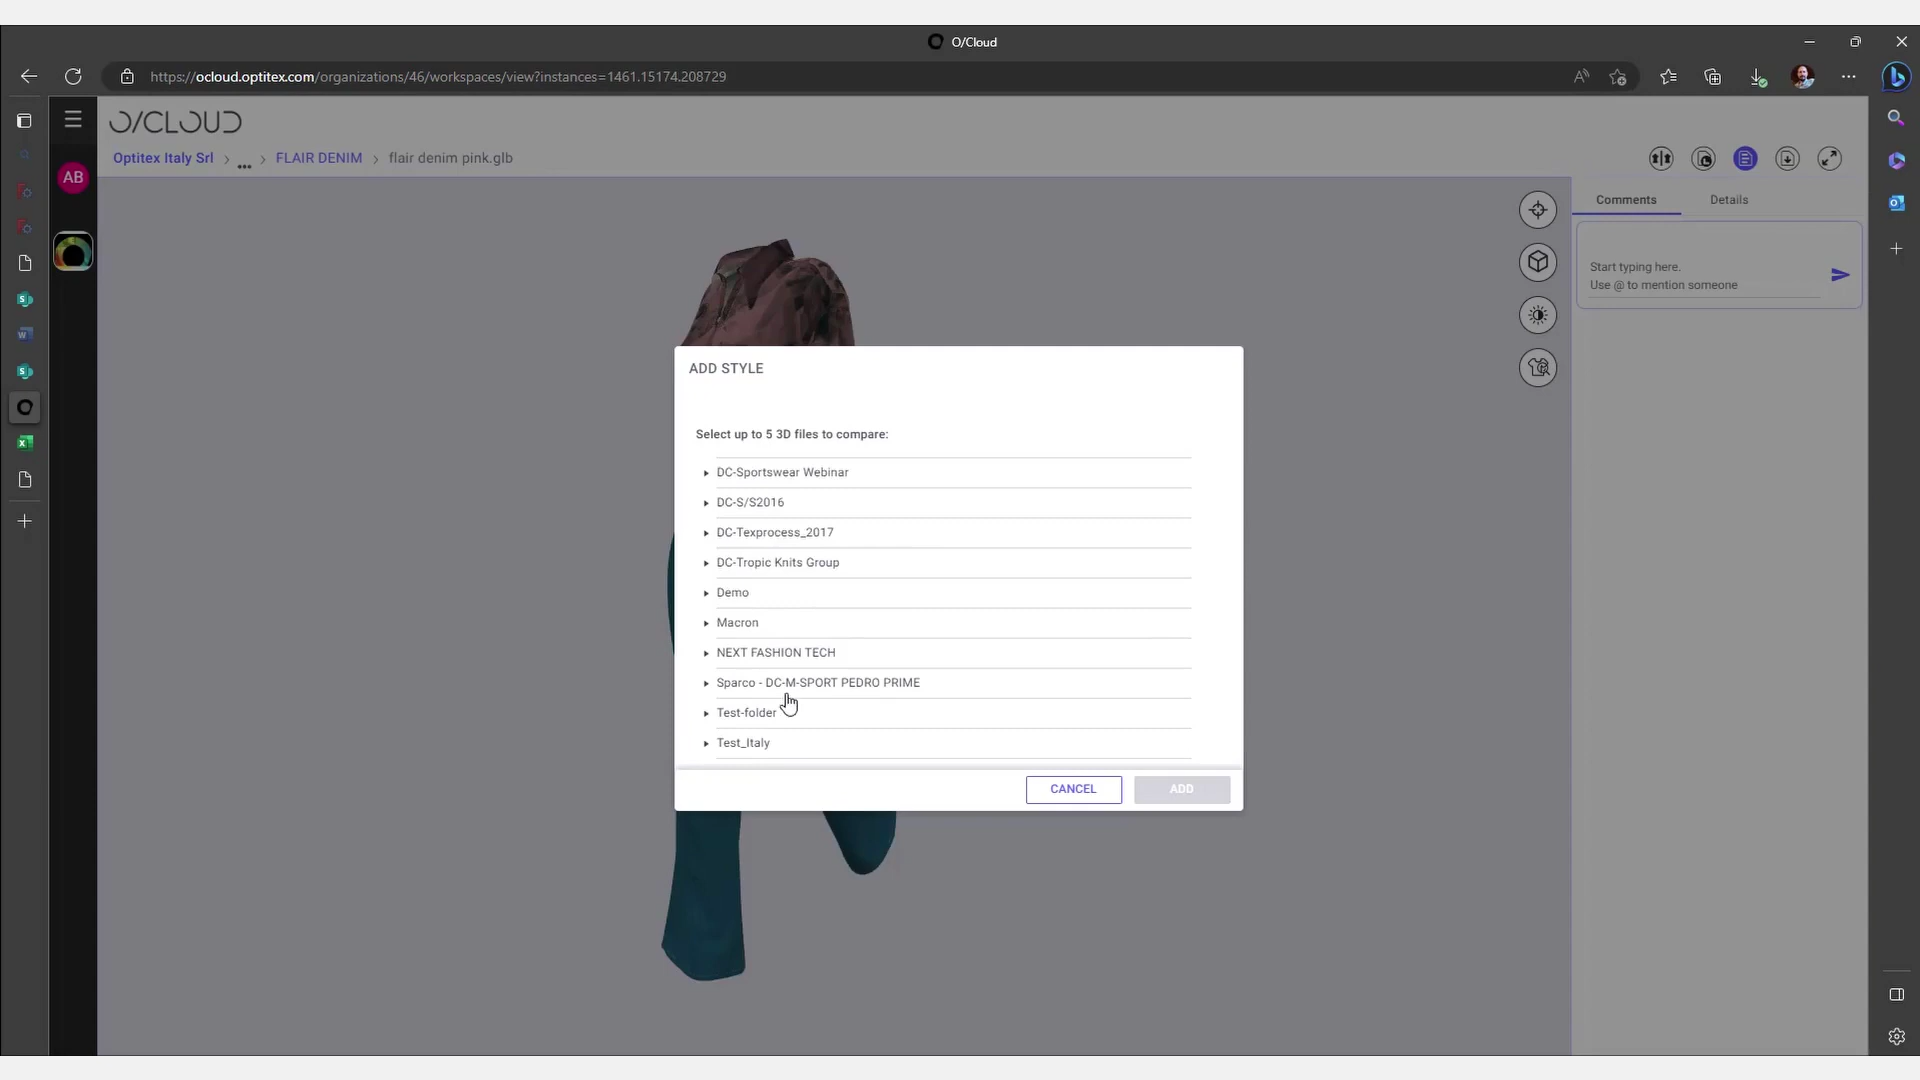 O/Cloud
https://ocloud.optitex.com/organizations/46/workspaces/view?instances=1461.15174.208729
O/CLOUD
Optitex Italy Srl > ... > FLAIR DENIM > flair denim pink.glb
AB
Comments Details
Start typing here.
Use @ to mention someone
ADD STYLE
Select up to 5 3D files to compare:
DC-Sportswear Webinar
DC-S/S2016
DC-Texprocess_2017
DC-Tropic Knits Group
Demo
Macron
NEXT FASHION TECH
Sparco - DC-M-SPORT PEDRO PRIME
Test-folder
Test_Italy
CANCEL ADD